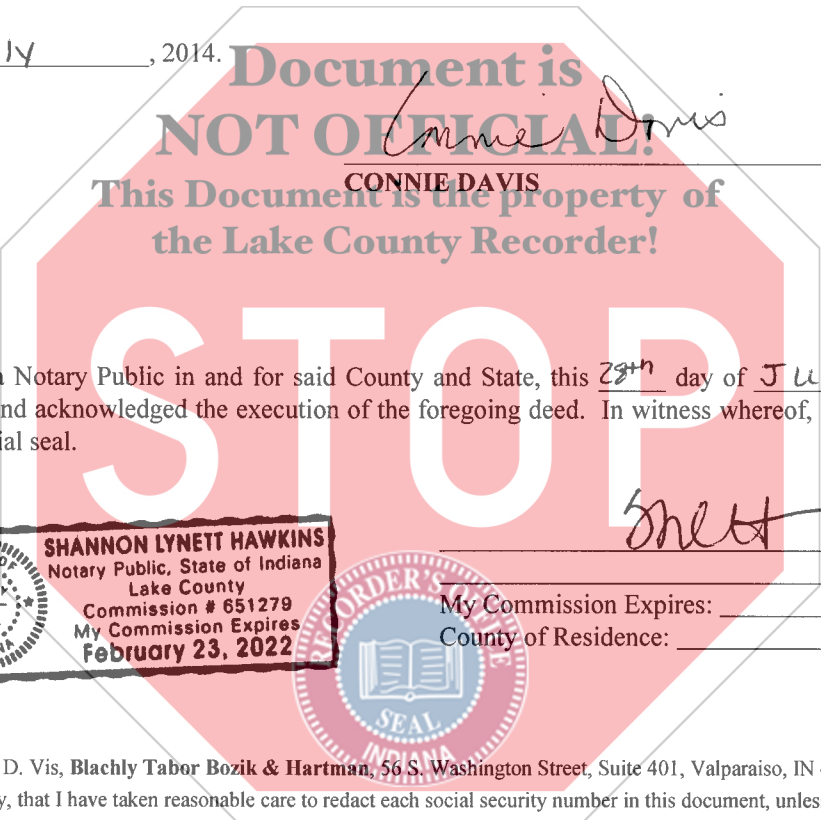 ly, 2014.
Document is
NOT OFFICIAL!
Connie Davis
CONNIE DAVIS
This Document is the property of
the Lake County Recorder!
STOP
a Notary Public in and for said County and State, this 28th day of JU
nd acknowledged the execution of the foregoing deed. In witness whereof,
ial seal.
SHANNON LYNETT HAWKINS
Notary Public, State of Indiana
Lake County
Commission # 651279
My Commission Expires
February 23, 2022
My Commission Expires:
County of Residence:
RECORDER'S OFFICE
SEAL
INDIANA
D. Vis, Blachly Tabor Bozik & Hartman, 56 S. Washington Street, Suite 401, Valparaiso, IN
y, that I have taken reasonable care to redact each social security number in this document, unles